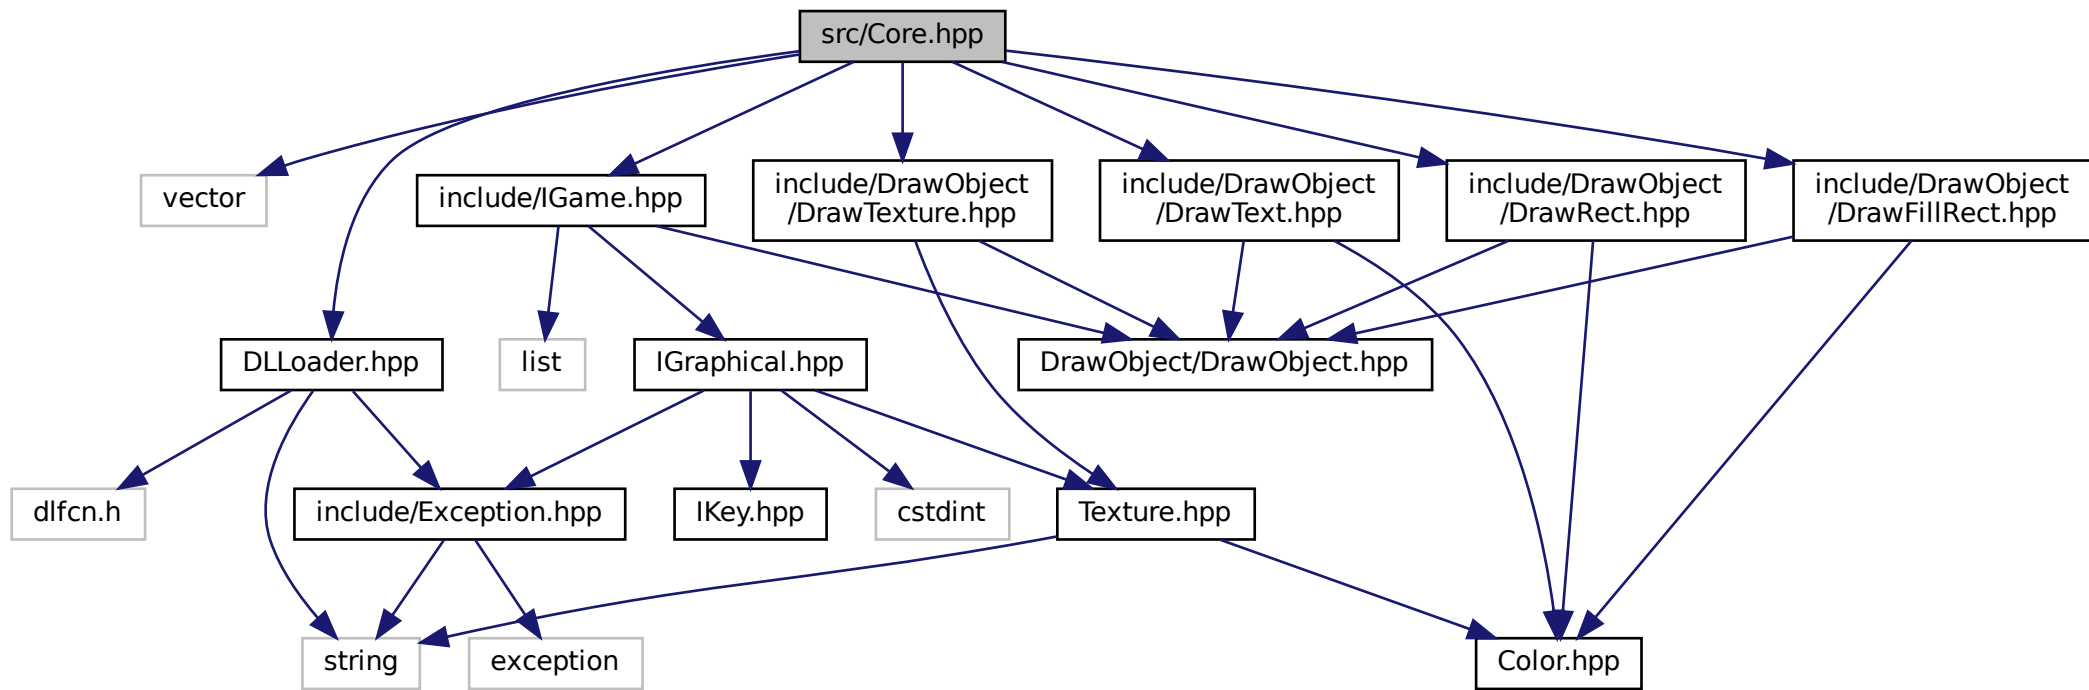 src/Core.hpp
vector
include/IGame.hpp
include/DrawObject
/DrawTexture.hpp
include/DrawObject
/DrawText.hpp
include/DrawObject
/DrawRect.hpp
include/DrawObject
/DrawFillRect.hpp
DLLoader.hpp
list
IGraphical.hpp
DrawObject/DrawObject.hpp
dlfcn.h
include/Exception.hpp
IKey.hpp
cstdint
Texture.hpp
string
exception
Color.hpp